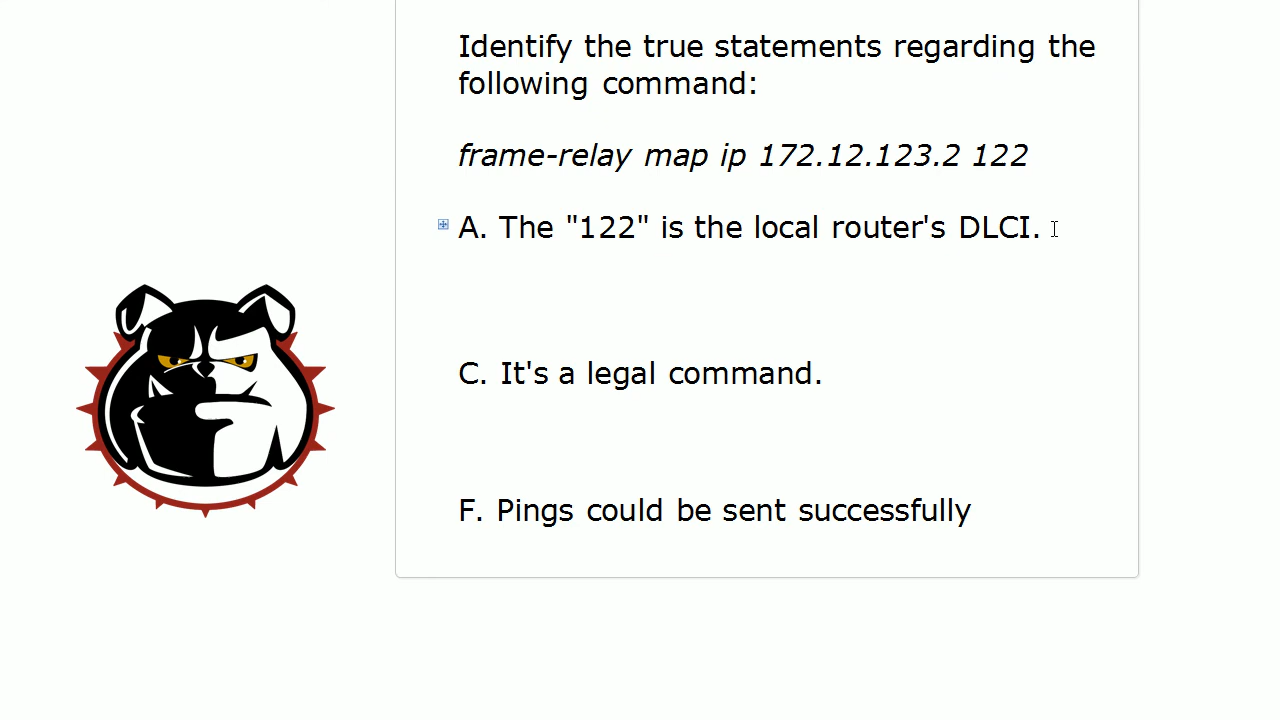 Identify the true statements regarding the
following command:
frame-relay map ip 172.12.123.2 122
A. The "122" is the local router's DLCI.
C. It's a legal command.
F. Pings could be sent successfully